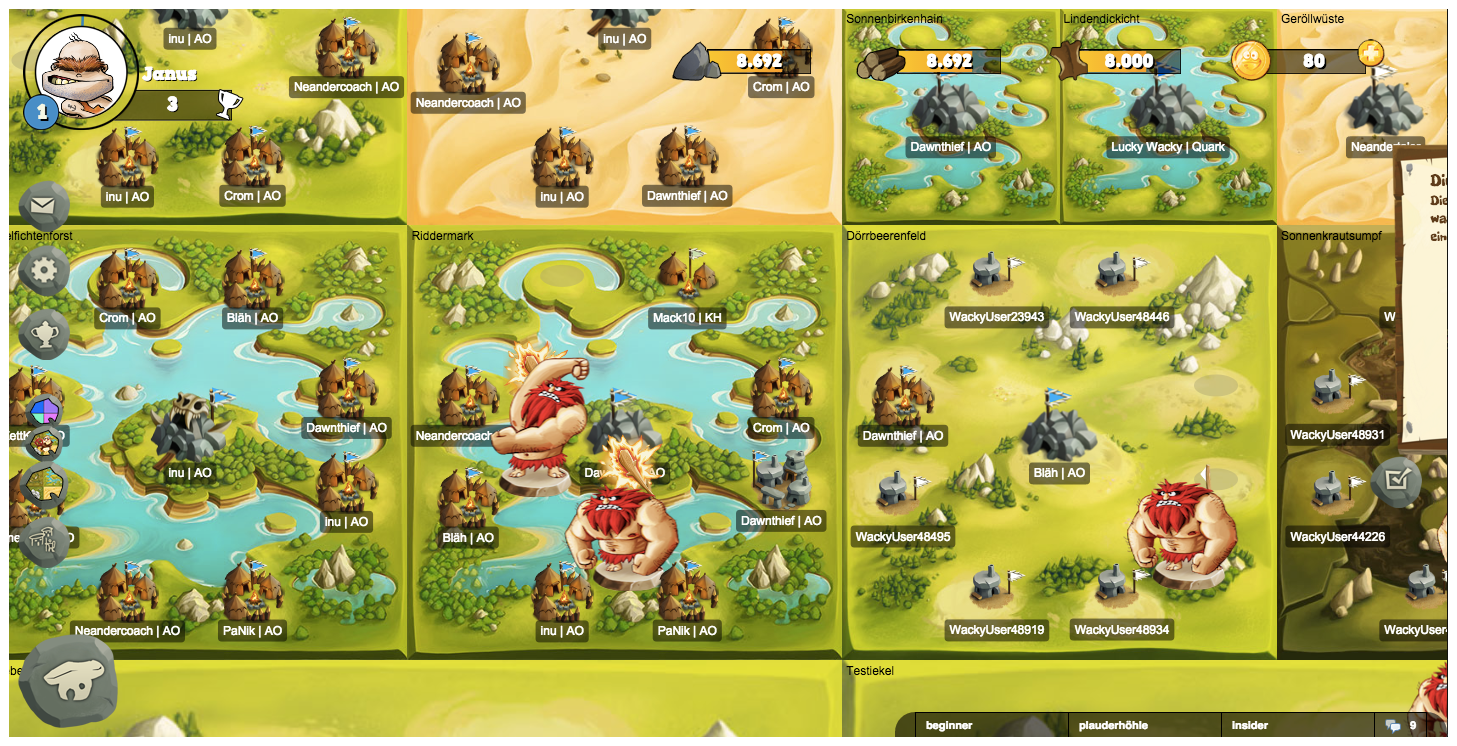 inu | AO
Neandercoach | AO
Janus
3
1
inu | AO
Crom | AO
inu | AO
Neandercoach | AO
8.692
Crom | AO
inu | AO
Dawnthief | AO
Sonnenbirkenhain
8.692
Dawnthief | AO
Lindendickicht
8.000
Lucky Wacky | Quark
Geröllwüste
80
Die
elfichtenforst
Crom | AO
Bläh | AO
Dawnthief | AO
inu | AO
inu | AO
Neandercoach | AO
PaNik | AO
Riddermark
Mack10 | KH
Neandercoach
Crom | AO
Dawnthief | AO
Bläh | AO
inu | AO
PaNik | AO
Dörrbeerenfeld
WackyUser23943
WackyUser48446
Dawnthief | AO
Bläh | AO
WackyUser48495
WackyUser48919
WackyUser48934
Sonnenkrautsumpf
WackyUser48931
WackyUser44226
WackyUser
Testiekel
beginner
plauderhöhle
Insider
9